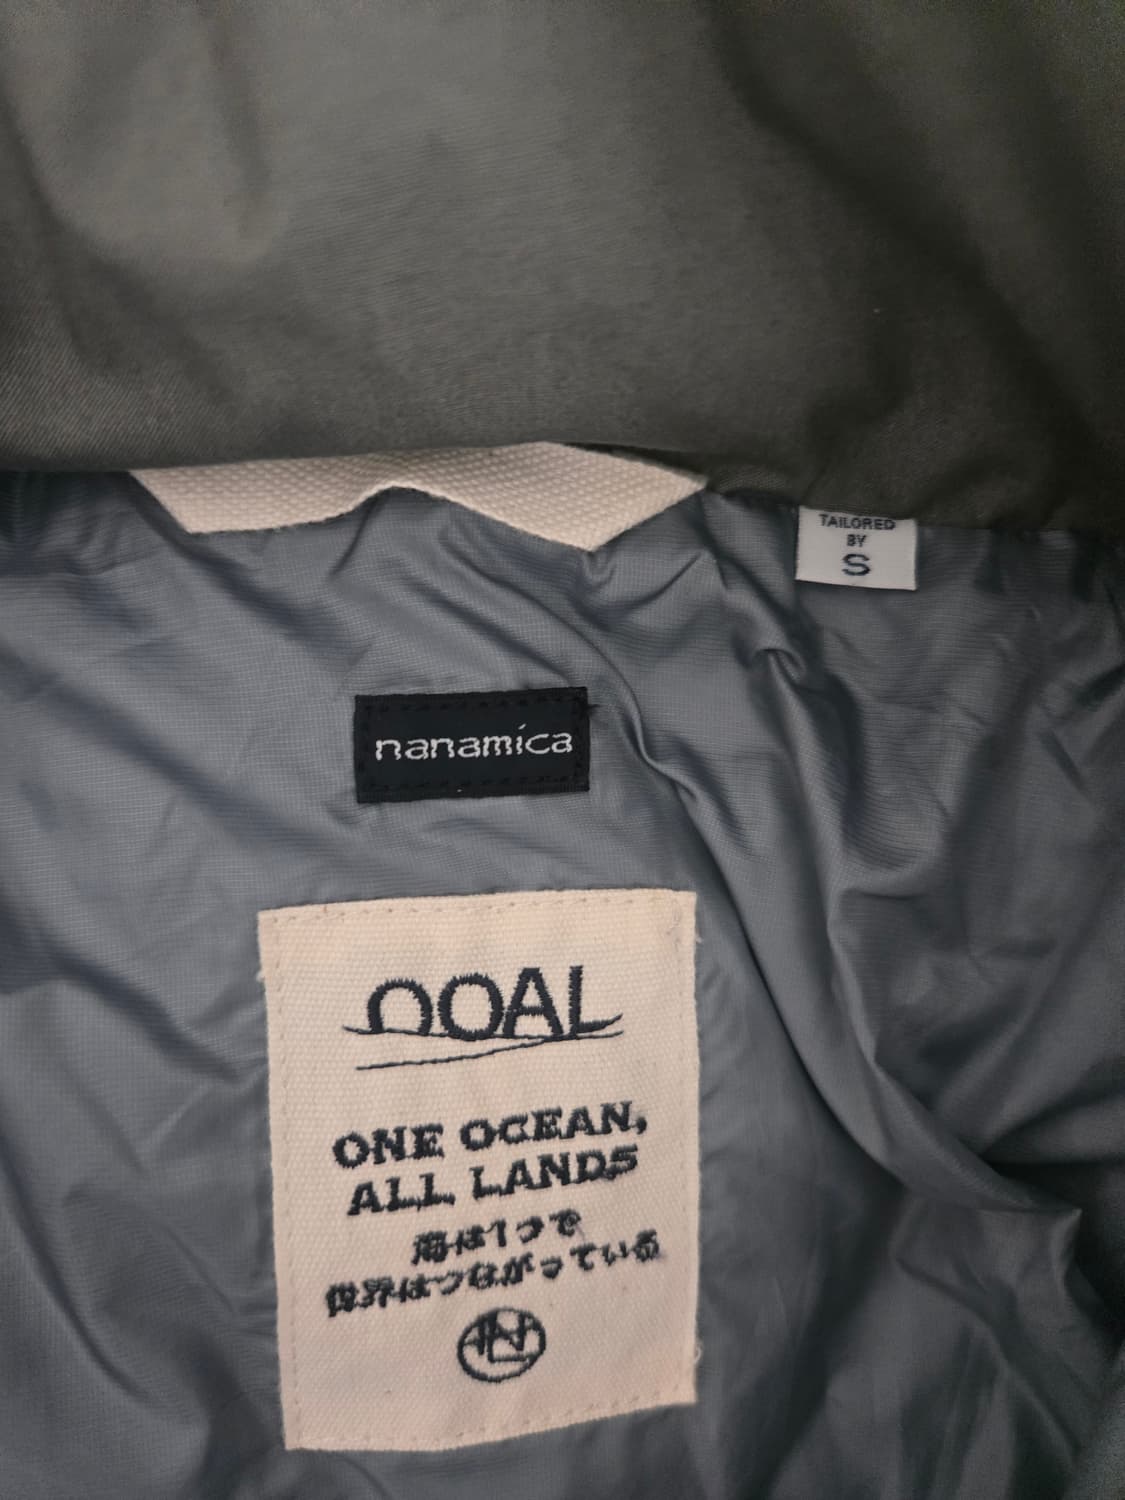 TAILORED
BY
S
nanamica
OOAL
ONE OCEAN,
ALL LANDS
海は1つで
世界はつながっている